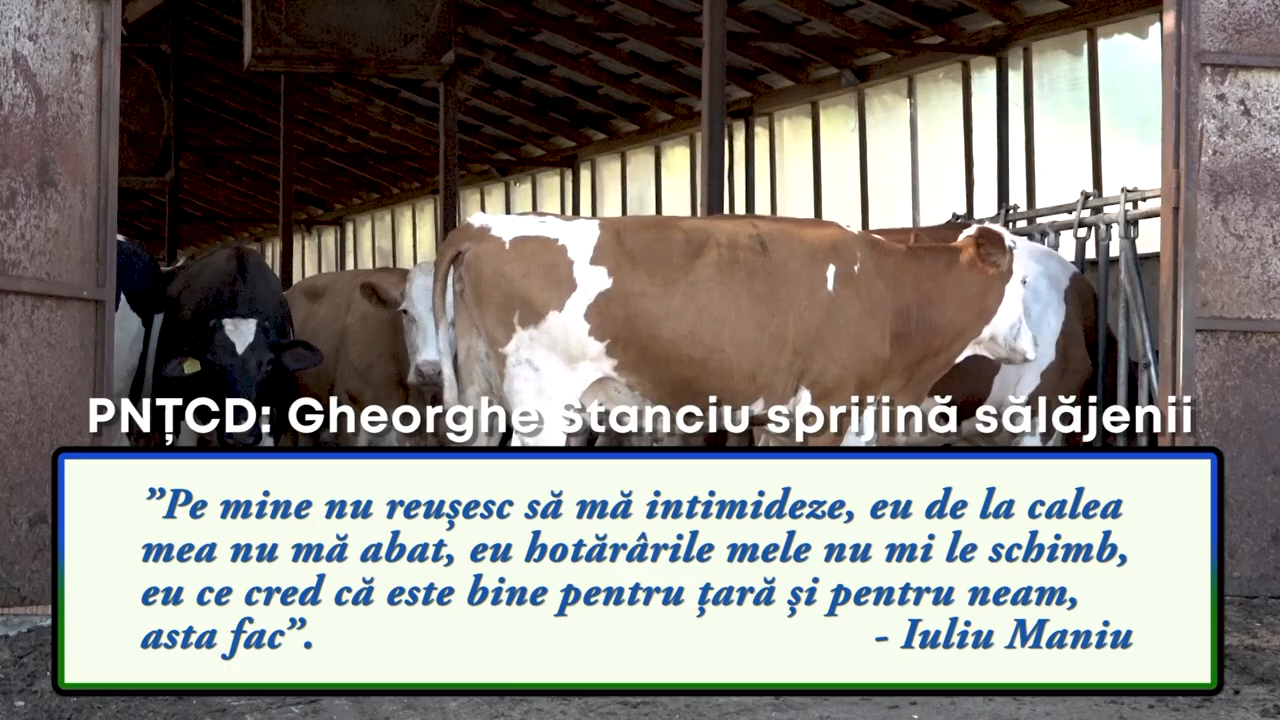 PNȚCD: Gheorghe Stanciu sprijină sălăjenii
”Pe mine nu reușesc să mă intimideze, eu de la calea
mea nu mă abat, eu hotărârile mele nu mi le schimb,
eu ce cred că este bine pentru țară și pentru neam,
asta fac”. - Iuliu Maniu